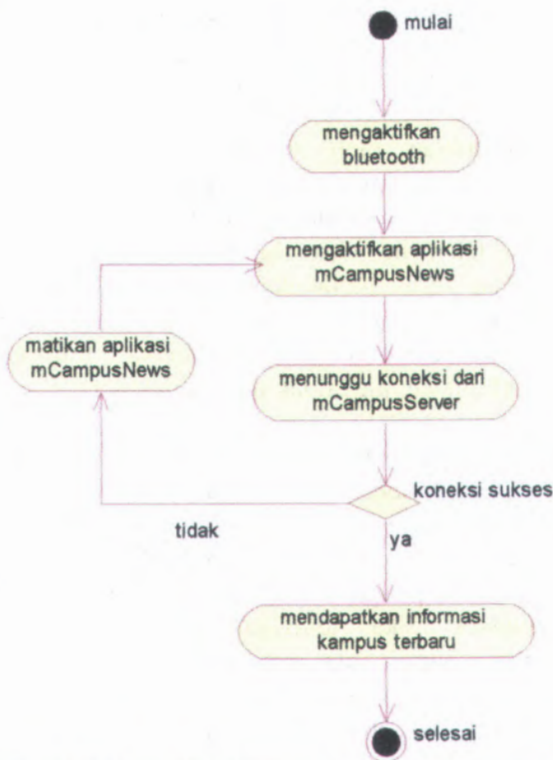 mulai
mengaktifkan
bluetooth
mengaktifkan aplikasi
mCampusNews
matikan aplikasi
mCampusNews
menunggu koneksi dari
mCampusServer
koneksi sukses
tidak
ya
mendapatkan informasi
kampus terbaru
selesai